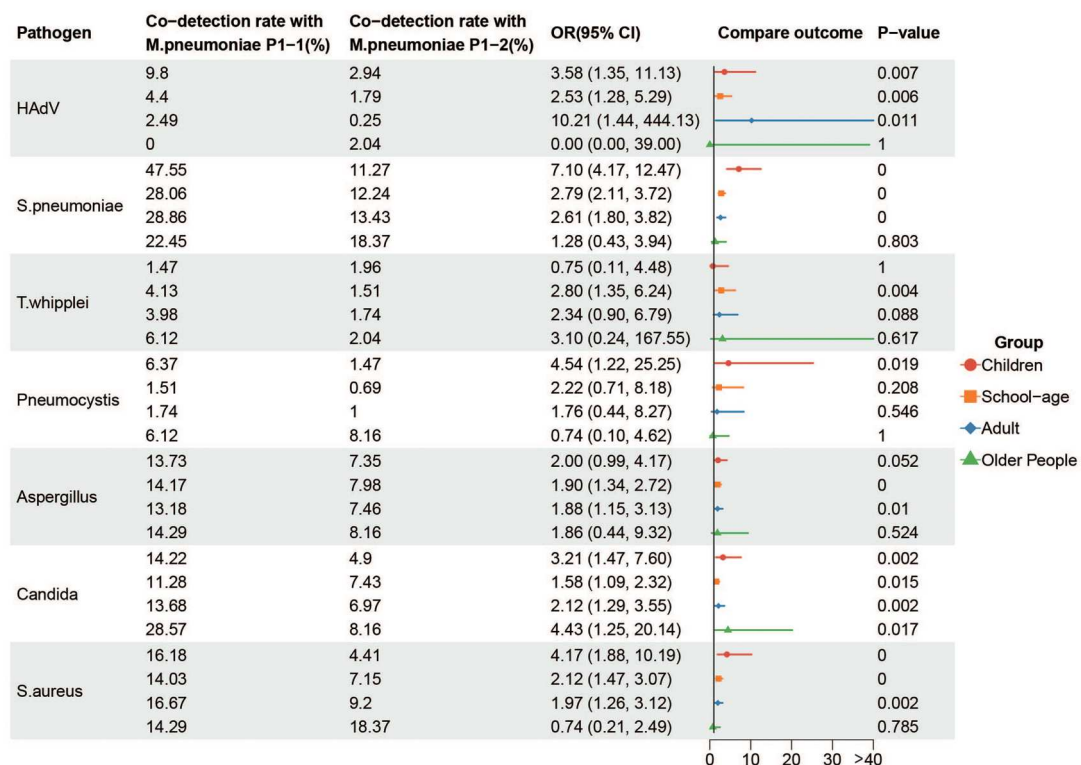 Pathogen Co−detection rate with M.pneumoniae P1−1(%) Co−detection rate with M.pneumoniae P1−2(%) OR(95% CI) Compare outcome P−value
HAdV
9.8 2.94 3.58 (1.35, 11.13) 0.007
4.4 1.79 2.53 (1.28, 5.29) 0.006
2.49 0.25 10.21 (1.44, 444.13) 0.011
0 2.04 0.00 (0.00, 39.00) 1
S.pneumoniae
47.55 11.27 7.10 (4.17, 12.47) 0
28.06 12.24 2.79 (2.11, 3.72) 0
28.86 13.43 2.61 (1.80, 3.82) 0
22.45 18.37 1.28 (0.43, 3.94) 0.803
T.whipplei
1.47 1.96 0.75 (0.11, 4.48) 1
4.13 1.51 2.80 (1.35, 6.24) 0.004
3.98 1.74 2.34 (0.90, 6.79) 0.088
6.12 2.04 3.10 (0.24, 167.55) 0.617
Pneumocystis
6.37 1.47 4.54 (1.22, 25.25) 0.019
1.51 0.69 2.22 (0.71, 8.18) 0.208
1.74 1 1.76 (0.44, 8.27) 0.546
6.12 8.16 0.74 (0.10, 4.62) 1
Aspergillus
13.73 7.35 2.00 (0.99, 4.17) 0.052
14.17 7.98 1.90 (1.34, 2.72) 0
13.18 7.46 1.88 (1.15, 3.13) 0.01
14.29 8.16 1.86 (0.44, 9.32) 0.524
Candida
14.22 4.9 3.21 (1.47, 7.60) 0.002
11.28 7.43 1.58 (1.09, 2.32) 0.015
13.68 6.97 2.12 (1.29, 3.55) 0.002
28.57 8.16 4.43 (1.25, 20.14) 0.017
S.aureus
16.18 4.41 4.17 (1.88, 10.19) 0
14.03 7.15 2.12 (1.47, 3.07) 0
16.67 9.2 1.97 (1.26, 3.12) 0.002
14.29 18.37 0.74 (0.21, 2.49) 0.785
0 10 20 30 >40
Group
Children
School−age
Adult
Older People